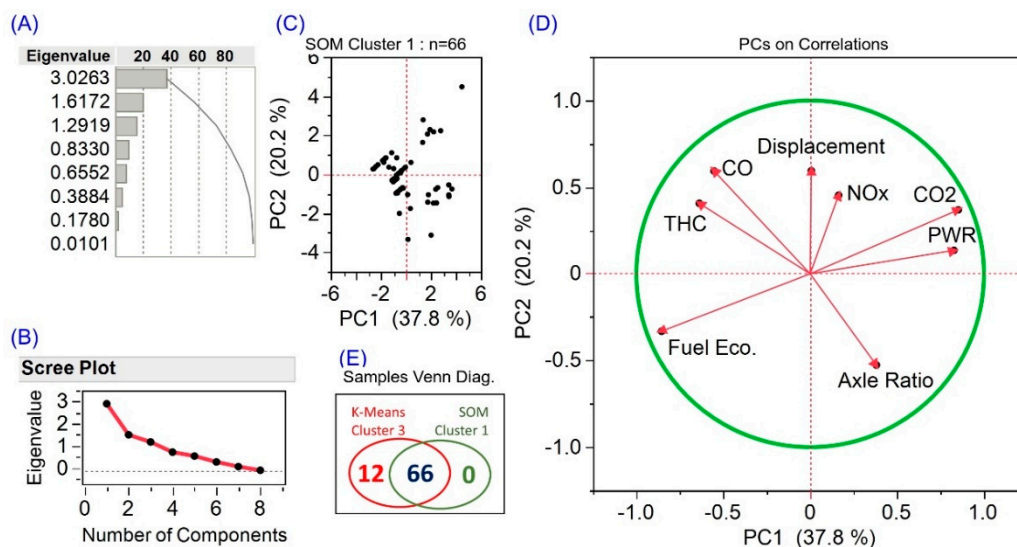 (A)
Eigenvalue 20 40 60 80
3.0263
1.6172
1.2919
0.8330
0.6552
0.3884
0.1780
0.0101
(B)
Scree Plot
Eigenvalue
3
2
1
0
0 2 4 6 8
Number of Components
(C)
SOM Cluster 1 : n=66
PC2 (20.2 %)
6
4
2
0
-2
-4
-6 -2 2 6
PC1 (37.8 %)
(E)
Samples Venn Diag.
K-Means
Cluster 3
SOM
Cluster 1
12 66 0
(D)
PCs on Correlations
PC2 (20.2 %)
1.0
0.5
0
-0.5
-1.0
CO
Displacement
THC
NOx
CO2
PWR
Fuel Eco.
Axle Ratio
-1.0 -0.5 0 0.5 1.0
PC1 (37.8 %)